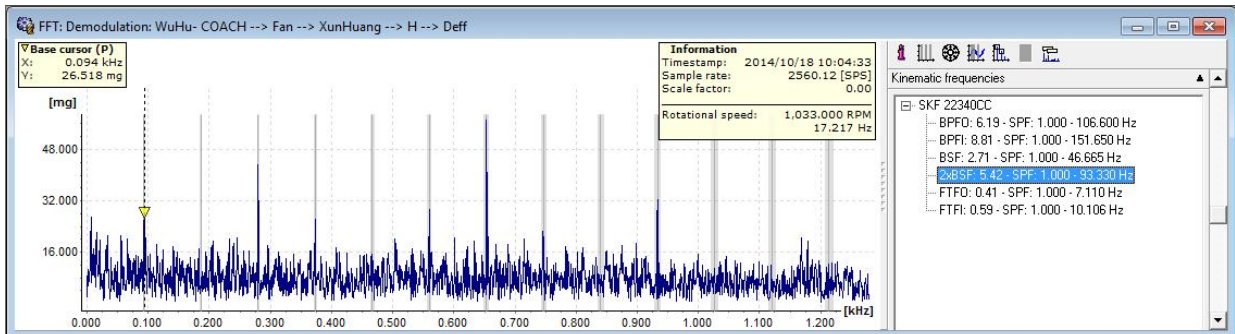 FFT: Demodulation: WuHu- COACH --> Fan --> XunHuang --> H --> Deff
Base cursor (P)
X: 0.094 kHz
Y: 26.518 mg
Information
Timestamp: 2014/10/18 10:04:33
Sample rate: 2560.12 [SPS]
Scale factor: 0.00
Rotational speed: 1,033.000 RPM
17.217 Hz
[mg]
48.000
32.000
16.000
0.000 0.100 0.200 0.300 0.400 0.500 0.600 0.700 0.800 0.900 1.000 1.100 1.200
[kHz]
Kinematic frequencies
SKF 22340CC
BPFO: 6.19 - SPF: 1.000 - 106.600 Hz
BPFI: 8.81 - SPF: 1.000 - 151.650 Hz
BSF: 2.71 - SPF: 1.000 - 46.665 Hz
2xBSF: 5.42 - SPF: 1.000 - 93.330 Hz
FTFO: 0.41 - SPF: 1.000 - 7.110 Hz
FTFI: 0.59 - SPF: 1.000 - 10.106 Hz